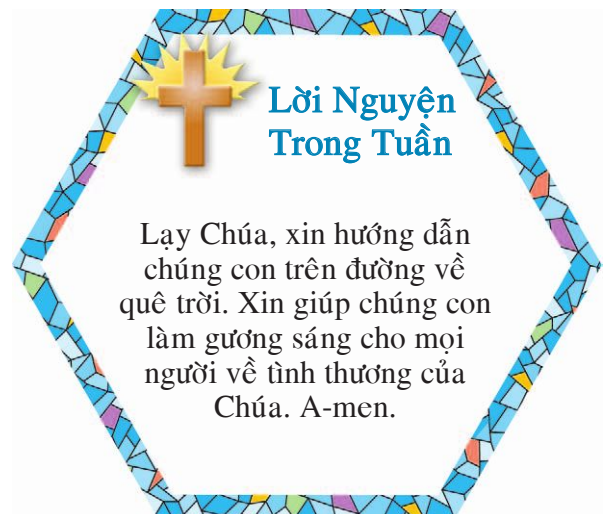 Lời Nguyện
Trong Tuần
Lạy Chúa, xin hướng dẫn
chúng con trên đường về
quê trời. Xin giúp chúng con
làm gương sáng cho mọi
người về tình thương của
Chúa. A-men.